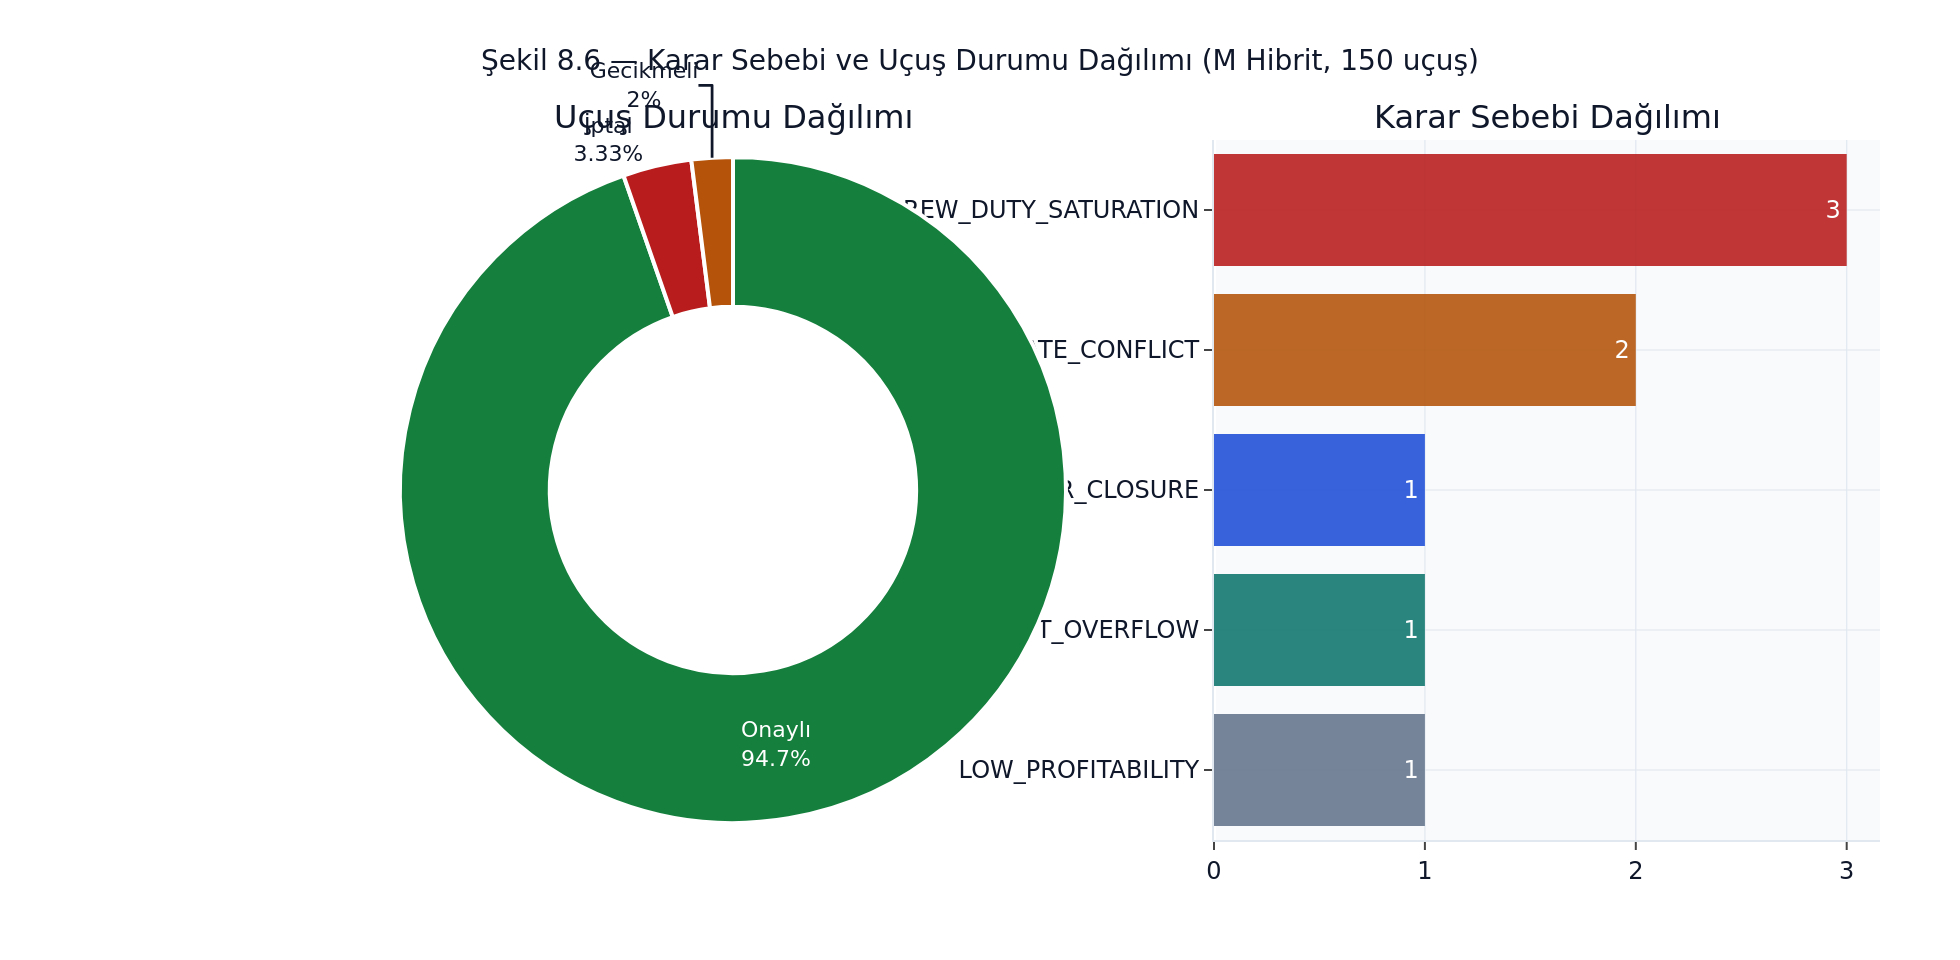 Şekil 8.6 — Karar Sebebi ve Uçuş Durumu Dağılımı (M Hibrit, 150 uçuş)
Gecikmeli
2%
Uçuş Durumu Dağılımı
İptal
3.33%
Onaylı
94.7%
Karar Sebebi Dağılımı
REW_DUTY_SATURATION
3
TE_CONFLICT
2
R_CLOSURE
1
T_OVERFLOW
1
LOW_PROFITABILITY
1
0 1 2 3